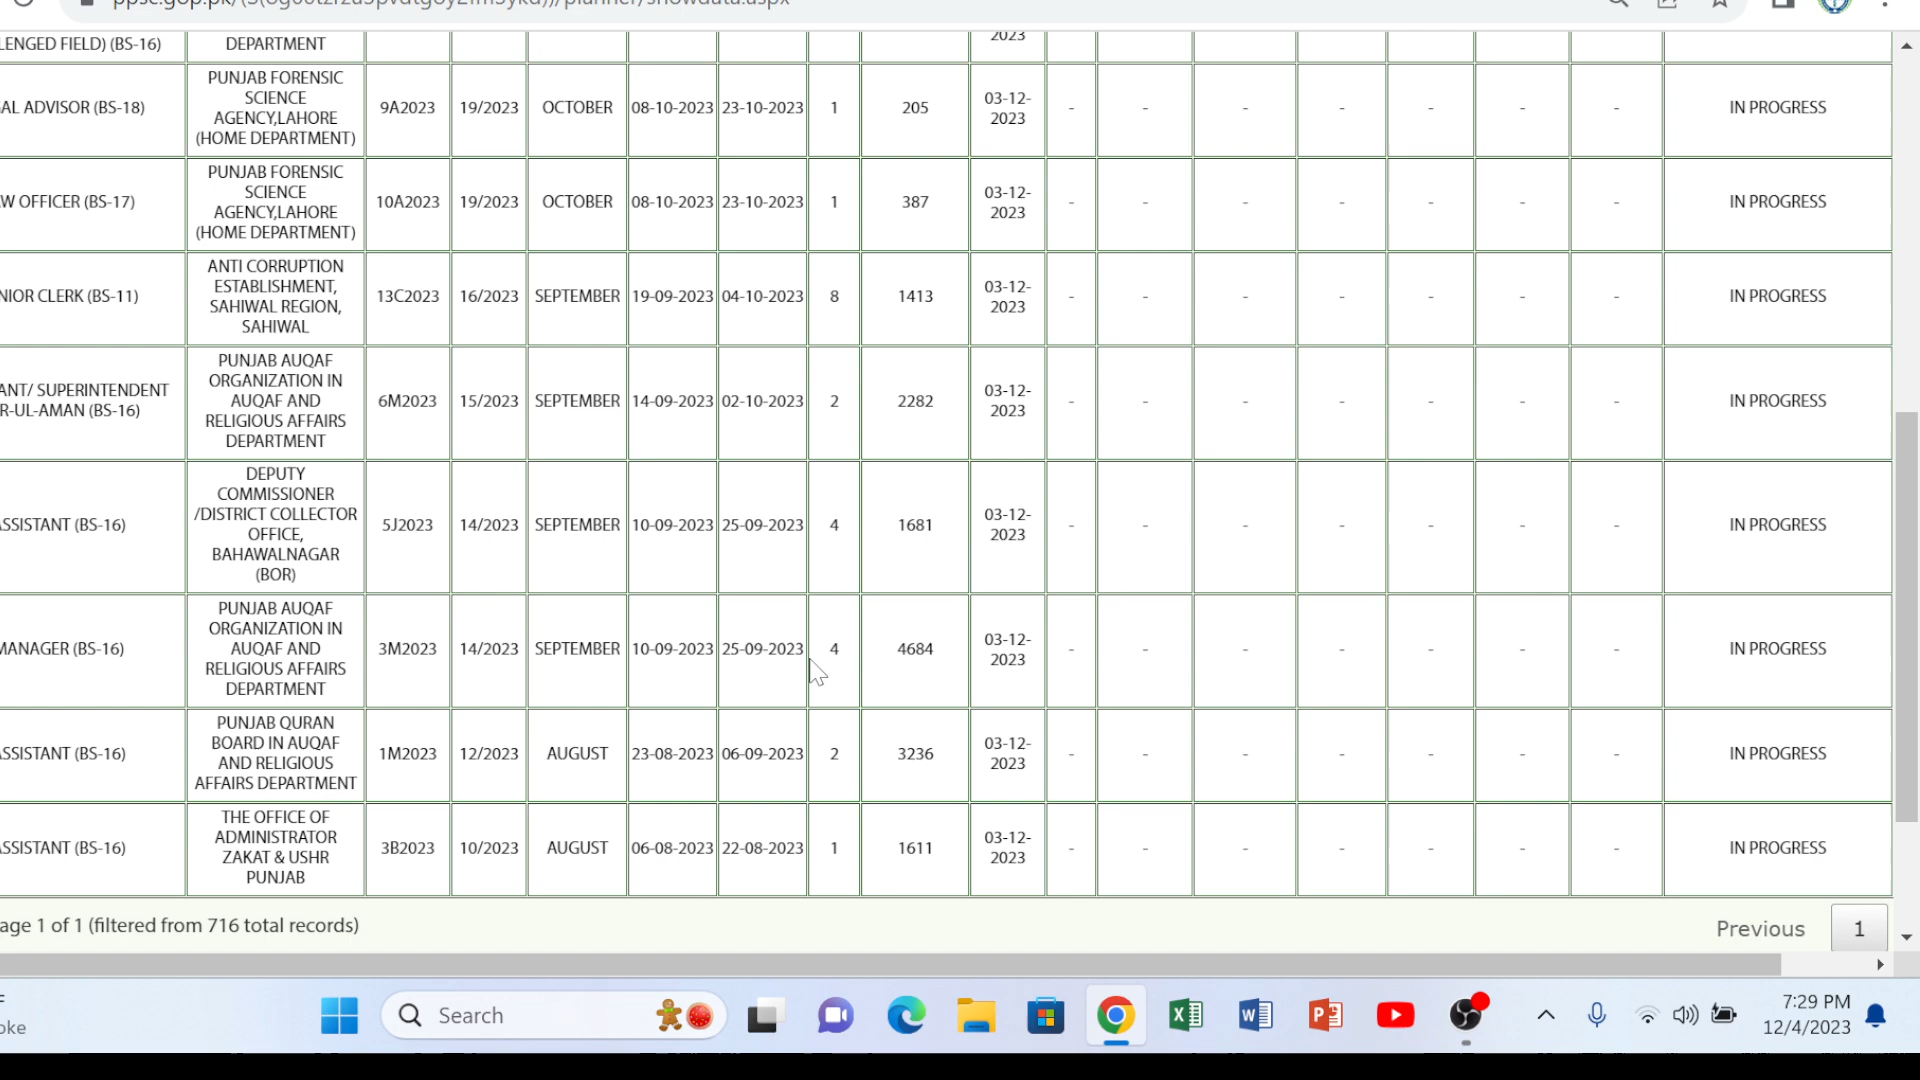 LENGED FIELD) (BS-16)
DEPARTMENT
2023
AL ADVISOR (BS-18)
PUNJAB FORENSIC
SCIENCE
AGENCY,LAHORE
(HOME DEPARTMENT)
9A2023
19/2023
OCTOBER
08-10-2023
23-10-2023
1
205
03-12-
2023
-
-
-
-
-
-
-
IN PROGRESS
W OFFICER (BS-17)
PUNJAB FORENSIC
SCIENCE
AGENCY,LAHORE
(HOME DEPARTMENT)
10A2023
19/2023
OCTOBER
08-10-2023
23-10-2023
1
387
03-12-
2023
-
-
-
-
-
-
-
IN PROGRESS
NIOR CLERK (BS-11)
ANTI CORRUPTION
ESTABLISHMENT,
SAHIWAL REGION,
SAHIWAL
13C2023
16/2023
SEPTEMBER
19-09-2023
04-10-2023
8
1413
03-12-
2023
-
-
-
-
-
-
-
IN PROGRESS
ANT/ SUPERINTENDENT
R-UL-AMAN (BS-16)
PUNJAB AUQAF
ORGANIZATION IN
AUQAF AND
RELIGIOUS AFFAIRS
DEPARTMENT
6M2023
15/2023
SEPTEMBER
14-09-2023
02-10-2023
2
2282
03-12-
2023
-
-
-
-
-
-
-
IN PROGRESS
SSISTANT (BS-16)
DEPUTY
COMMISSIONER
/DISTRICT COLLECTOR
OFFICE,
BAHAWALNAGAR
(BOR)
5J2023
14/2023
SEPTEMBER
10-09-2023
25-09-2023
4
1681
03-12-
2023
-
-
-
-
-
-
-
IN PROGRESS
MANAGER (BS-16)
PUNJAB AUQAF
ORGANIZATION IN
AUQAF AND
RELIGIOUS AFFAIRS
DEPARTMENT
3M2023
14/2023
SEPTEMBER
10-09-2023
25-09-2023
4
4684
03-12-
2023
-
-
-
-
-
-
-
IN PROGRESS
SSISTANT (BS-16)
PUNJAB QURAN
BOARD IN AUQAF
AND RELIGIOUS
AFFAIRS DEPARTMENT
1M2023
12/2023
AUGUST
23-08-2023
06-09-2023
2
3236
03-12-
2023
-
-
-
-
-
-
-
IN PROGRESS
SSISTANT (BS-16)
THE OFFICE OF
ADMINISTRATOR
ZAKAT & USHR
PUNJAB
3B2023
10/2023
AUGUST
06-08-2023
22-08-2023
1
1611
03-12-
2023
-
-
-
-
-
-
-
IN PROGRESS
age 1 of 1 (filtered from 716 total records)
Previous
1
oke
Search
7:29 PM
12/4/2023